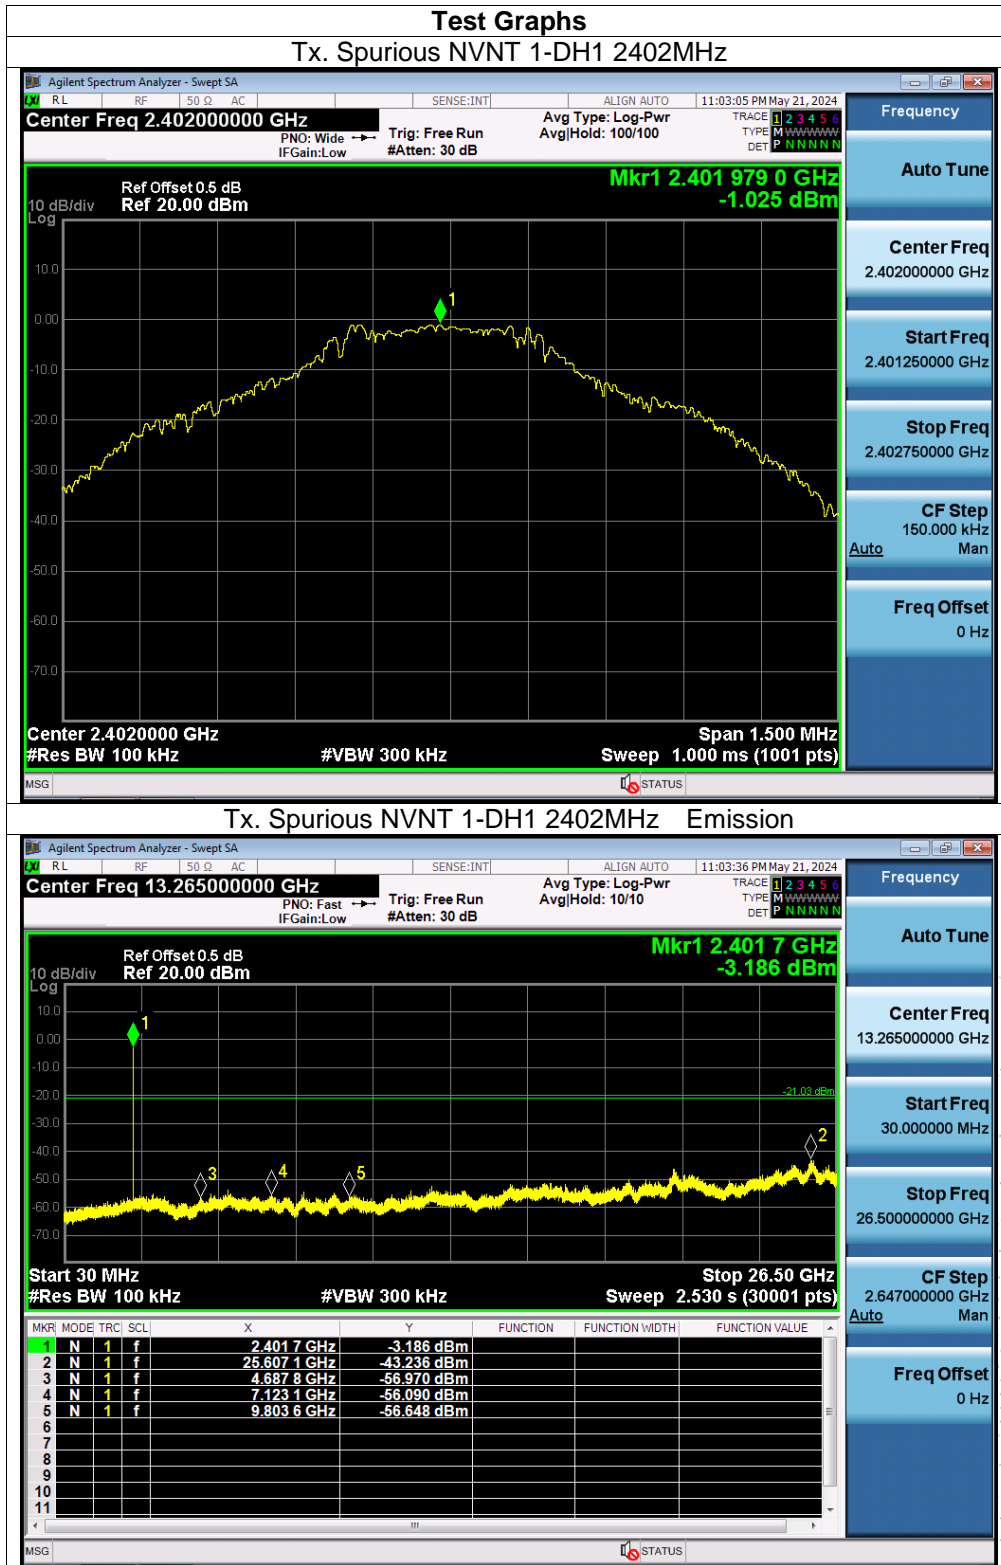 Test Graphs
Tx. Spurious NVNT 1-DH1 2402MHz
Agilent Spectrum Analyzer - Swept SA
LXI RL RF 50 Ω AC SENSE:INT ALIGN AUTO 11:03:05 PM May 21, 2024
Center Freq 2.402000000 GHz
PNO: Wide
IFGain:Low
Trig: Free Run
#Atten: 30 dB
Avg Type: Log-Pwr
Avg|Hold: 100/100
TRACE 1 2 3 4 5 6
TYPE M WWWWW
DET P N N N N N
Ref Offset 0.5 dB
Ref 20.00 dBm
10 dB/div
Log
Mkr1 2.401 979 0 GHz
-1.025 dBm
10.0
0.00
-10.0
-20.0
-30.0
-40.0
-50.0
-60.0
-70.0
1
Center 2.4020000 GHz Span 1.500 MHz
#Res BW 100 kHz #VBW 300 kHz Sweep 1.000 ms (1001 pts)
MSG STATUS
Frequency
Auto Tune
Center Freq
2.402000000 GHz
Start Freq
2.401250000 GHz
Stop Freq
2.402750000 GHz
CF Step
150.000 kHz
Auto Man
Freq Offset
0 Hz
Tx. Spurious NVNT 1-DH1 2402MHz Emission
Agilent Spectrum Analyzer - Swept SA
LXI RL RF 50 Ω AC SENSE:INT ALIGN AUTO 11:03:36 PM May 21, 2024
Center Freq 13.265000000 GHz
PNO: Fast
IFGain:Low
Trig: Free Run
#Atten: 30 dB
Avg Type: Log-Pwr
Avg|Hold: 10/10
TRACE 1 2 3 4 5 6
TYPE M WWWWW
DET P N N N N N
Ref Offset 0.5 dB
Ref 20.00 dBm
10 dB/div
Log
Mkr1 2.401 7 GHz
-3.186 dBm
10.0
0.00
-10.0
-20.0
-30.0
-40.0
-50.0
-60.0
-70.0
1
-21.03 dBm
2
3
4
5
Start 30 MHz Stop 26.50 GHz
#Res BW 100 kHz #VBW 300 kHz Sweep 2.530 s (30001 pts)
MKR MODE TRC SCL X Y FUNCTION FUNCTION WIDTH FUNCTION VALUE
1 N 1 f 2.401 7 GHz -3.186 dBm
2 N 1 f 25.607 1 GHz -43.236 dBm
3 N 1 f 4.687 8 GHz -56.970 dBm
4 N 1 f 7.123 1 GHz -56.090 dBm
5 N 1 f 9.803 6 GHz -56.648 dBm
6
7
8
9
10
11
MSG STATUS
Frequency
Auto Tune
Center Freq
13.265000000 GHz
Start Freq
30.000000 MHz
Stop Freq
26.500000000 GHz
CF Step
2.647000000 GHz
Auto Man
Freq Offset
0 Hz